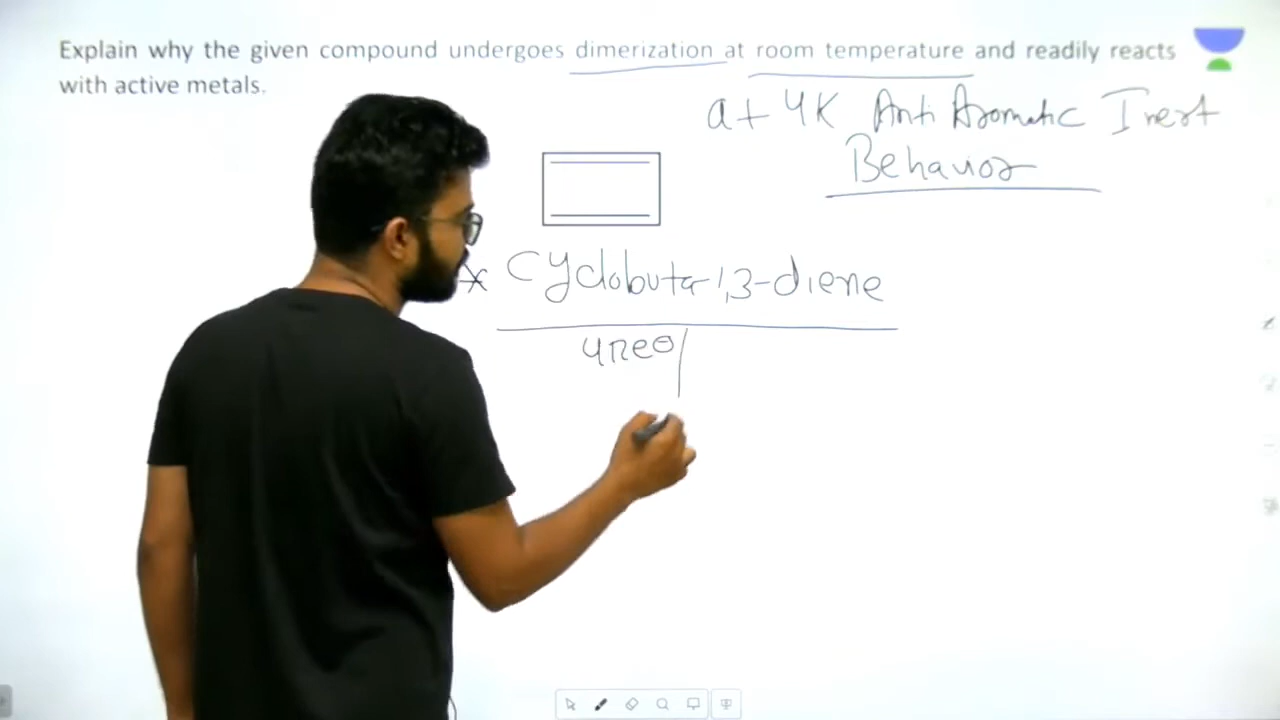 Explain why the given compound undergoes dimerization at room temperature and readily reacts
with active metals.
at 4K Anti Aromatic Inert
Behavior
* Cyclobuta-1,3-diene
4πeΘ